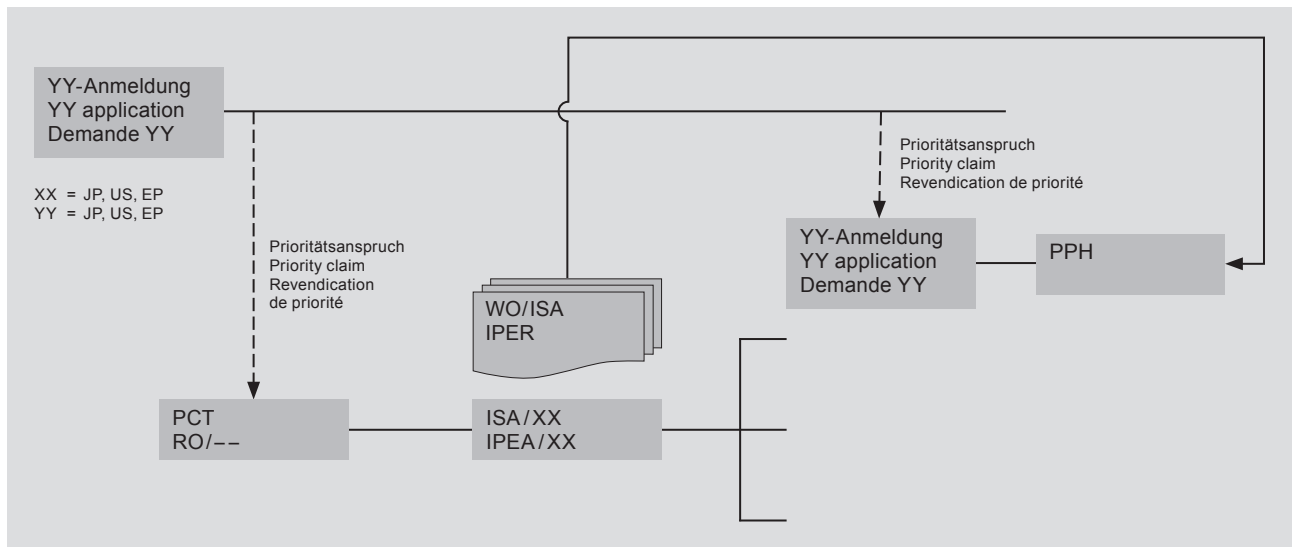 YY-Anmeldung
YY application
Demande YY
XX = JP, US, EP
YY = JP, US, EP
Prioritätsanspruch
Priority claim
Revendication de priorité
YY-Anmeldung
YY application
Demande YY
PPH
Prioritätsanspruch
Priority claim
Revendication
de priorité
WO/ISA
IPER
PCT
RO/––
ISA/XX
IPEA/XX